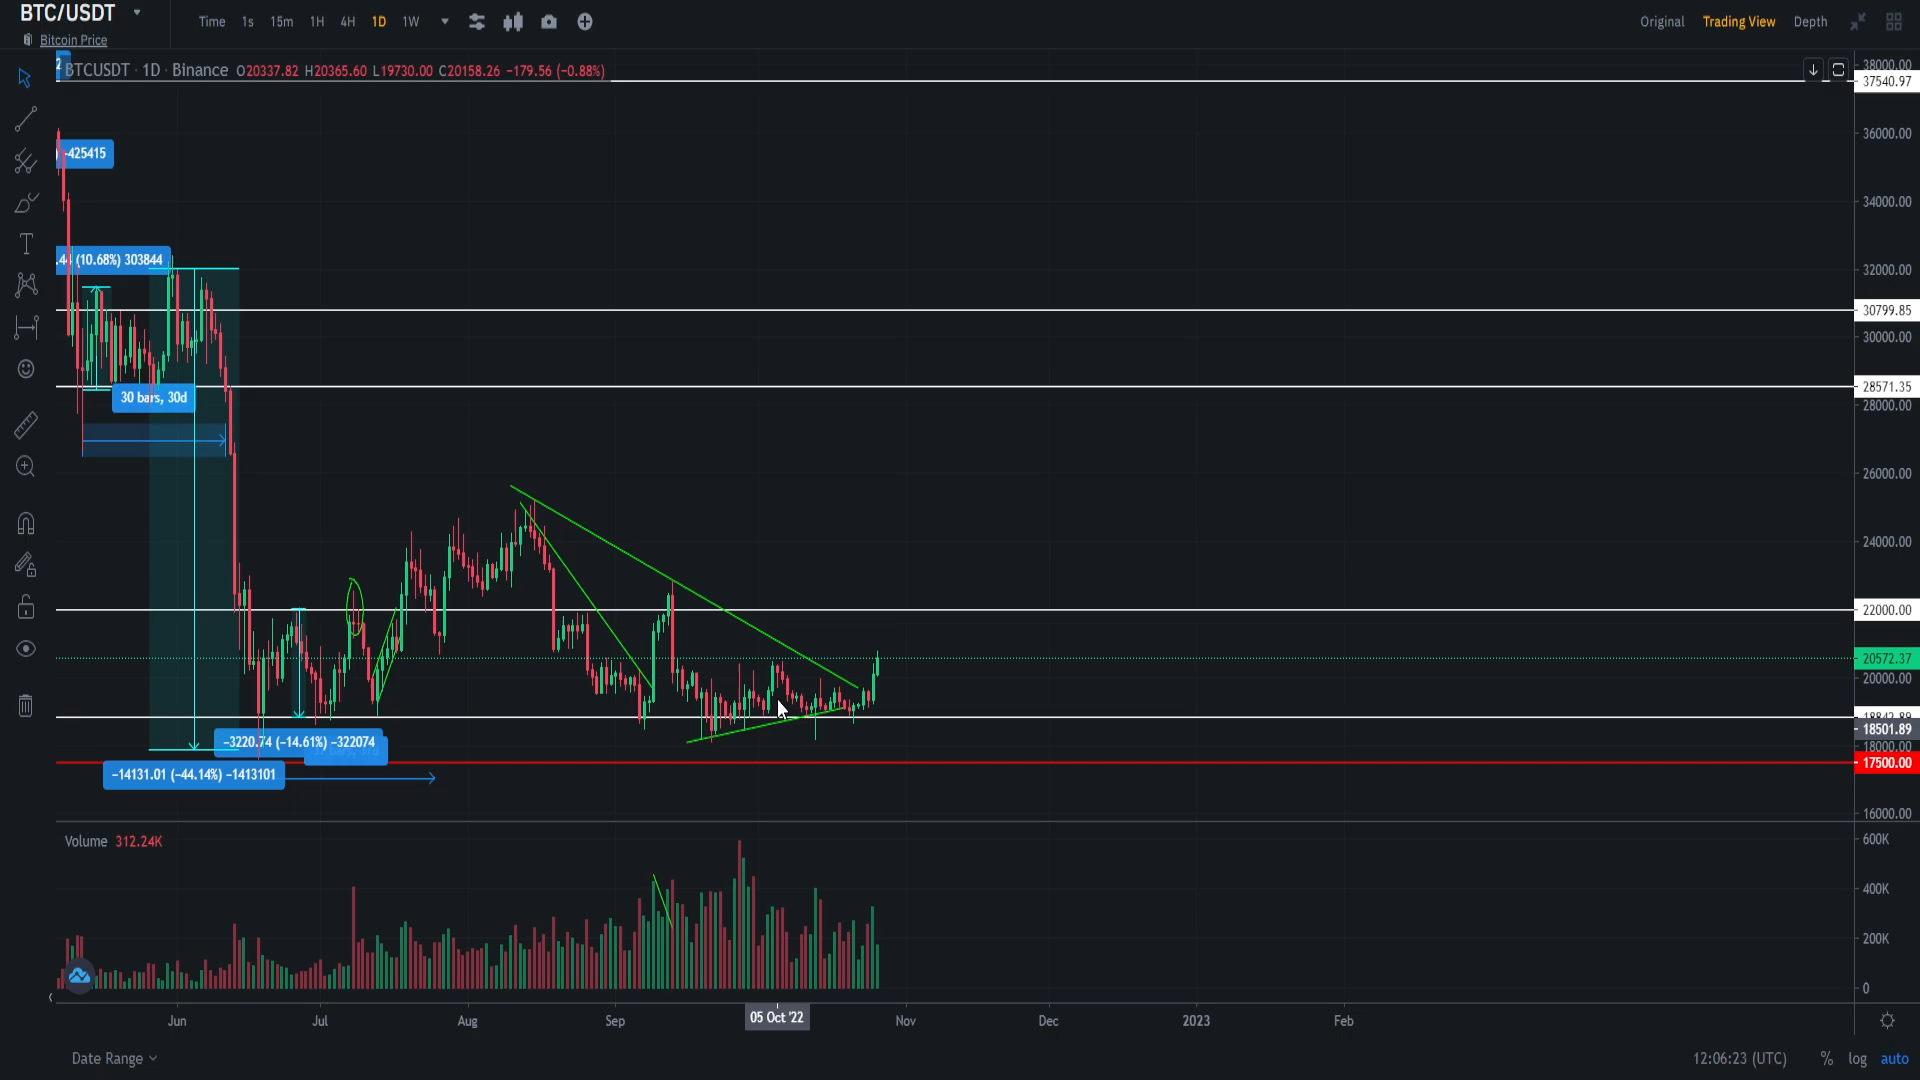 BTC/USDT
Bitcoin Price
Time 1s 15m 1H 4H 1D 1W
Original Trading View Depth
BTCUSDT · 1D · Binance O20337.82 H20365.60 L19730.00 C20158.26 −179.56 (−0.88%)
38000.00
37540.97
−425415
36000.00
34000.00
.44 (10.68%) 303844
32000.00
30799.85
30000.00
28571.35
30 bars, 30d
28000.00
26000.00
24000.00
22000.00
20572.37
20000.00
18501.89
−3220.74 (−14.61%) −322074
18000.00
17500.00
−14131.01 (−44.14%) −1413101
16000.00
Volume 312.24K
600K
400K
200K
0
Jun Jul Aug Sep 05 Oct '22 Nov Dec 2023 Feb
Date Range
12:06:23 (UTC) % log auto